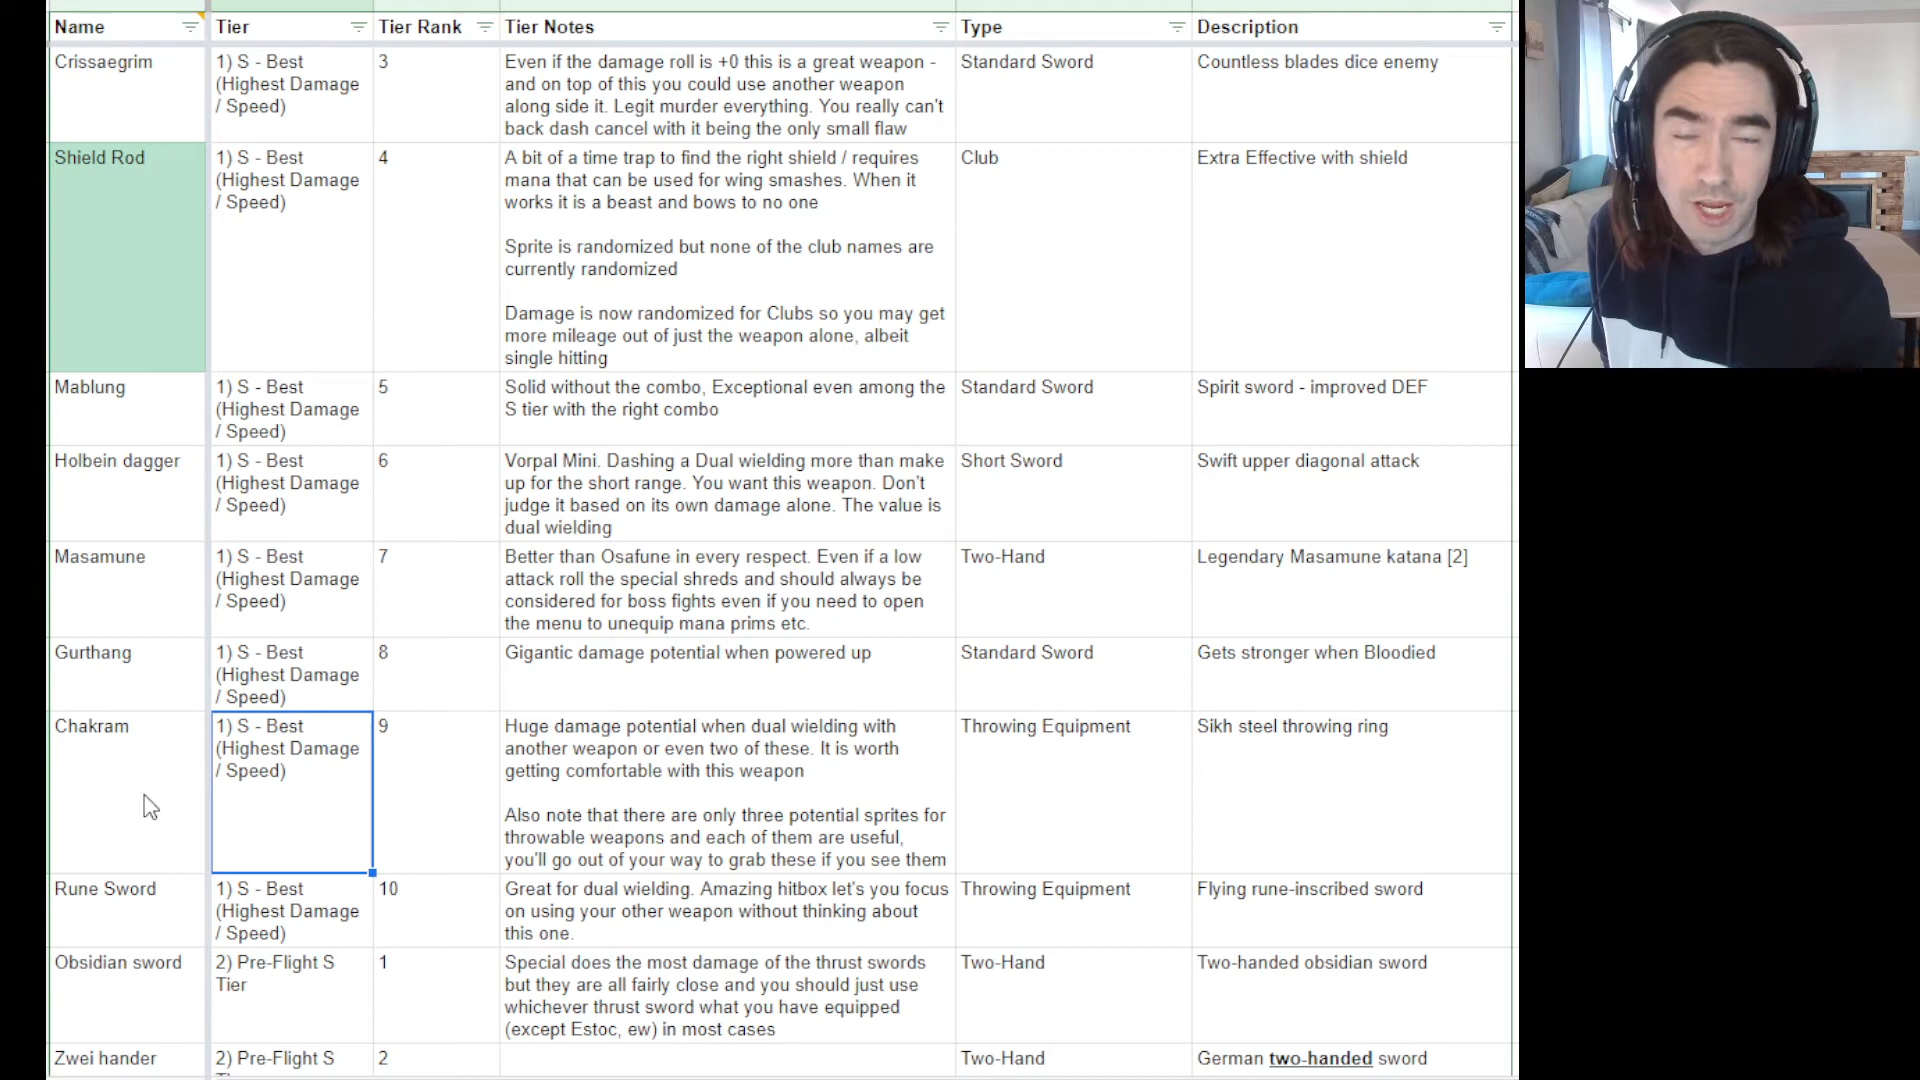 Name Tier Tier Rank Tier Notes Type Description
Crissaegrim 1) S - Best 3 Even if the damage roll is +0 this is a great weapon - Standard Sword Countless blades dice enemy
(Highest Damage and on top of this you could use another weapon
/ Speed) along side it. Legit murder everything. You really can't
back dash cancel with it being the only small flaw
Shield Rod 1) S - Best 4 A bit of a time trap to find the right shield / requires Club Extra Effective with shield
(Highest Damage mana that can be used for wing smashes. When it
/ Speed) works it is a beast and bows to no one
Sprite is randomized but none of the club names are
currently randomized
Damage is now randomized for Clubs so you may get
more mileage out of just the weapon alone, albeit
single hitting
Mablung 1) S - Best 5 Solid without the combo, Exceptional even among the Standard Sword Spirit sword - improved DEF
(Highest Damage S tier with the right combo
/ Speed)
Holbein dagger 1) S - Best 6 Vorpal Mini. Dashing a Dual wielding more than make Short Sword Swift upper diagonal attack
(Highest Damage up for the short range. You want this weapon. Don't
/ Speed) judge it based on its own damage alone. The value is
dual wielding
Masamune 1) S - Best 7 Better than Osafune in every respect. Even if a low Two-Hand Legendary Masamune katana [2]
(Highest Damage attack roll the special shreds and should always be
/ Speed) considered for boss fights even if you need to open
the menu to unequip mana prims etc.
Gurthang 1) S - Best 8 Gigantic damage potential when powered up Standard Sword Gets stronger when Bloodied
(Highest Damage
/ Speed)
Chakram 1) S - Best 9 Huge damage potential when dual wielding with Throwing Equipment Sikh steel throwing ring
(Highest Damage another weapon or even two of these. It is worth
/ Speed) getting comfortable with this weapon
Also note that there are only three potential sprites for
throwable weapons and each of them are useful,
you'll go out of your way to grab these if you see them
Rune Sword 1) S - Best 10 Great for dual wielding. Amazing hitbox let's you focus Throwing Equipment Flying rune-inscribed sword
(Highest Damage on using your other weapon without thinking about
/ Speed) this one.
Obsidian sword 2) Pre-Flight S 1 Special does the most damage of the thrust swords Two-Hand Two-handed obsidian sword
Tier but they are all fairly close and you should just use
whichever thrust sword what you have equipped
(except Estoc, ew) in most cases
Zwei hander 2) Pre-Flight S 2 Two-Hand German two-handed sword